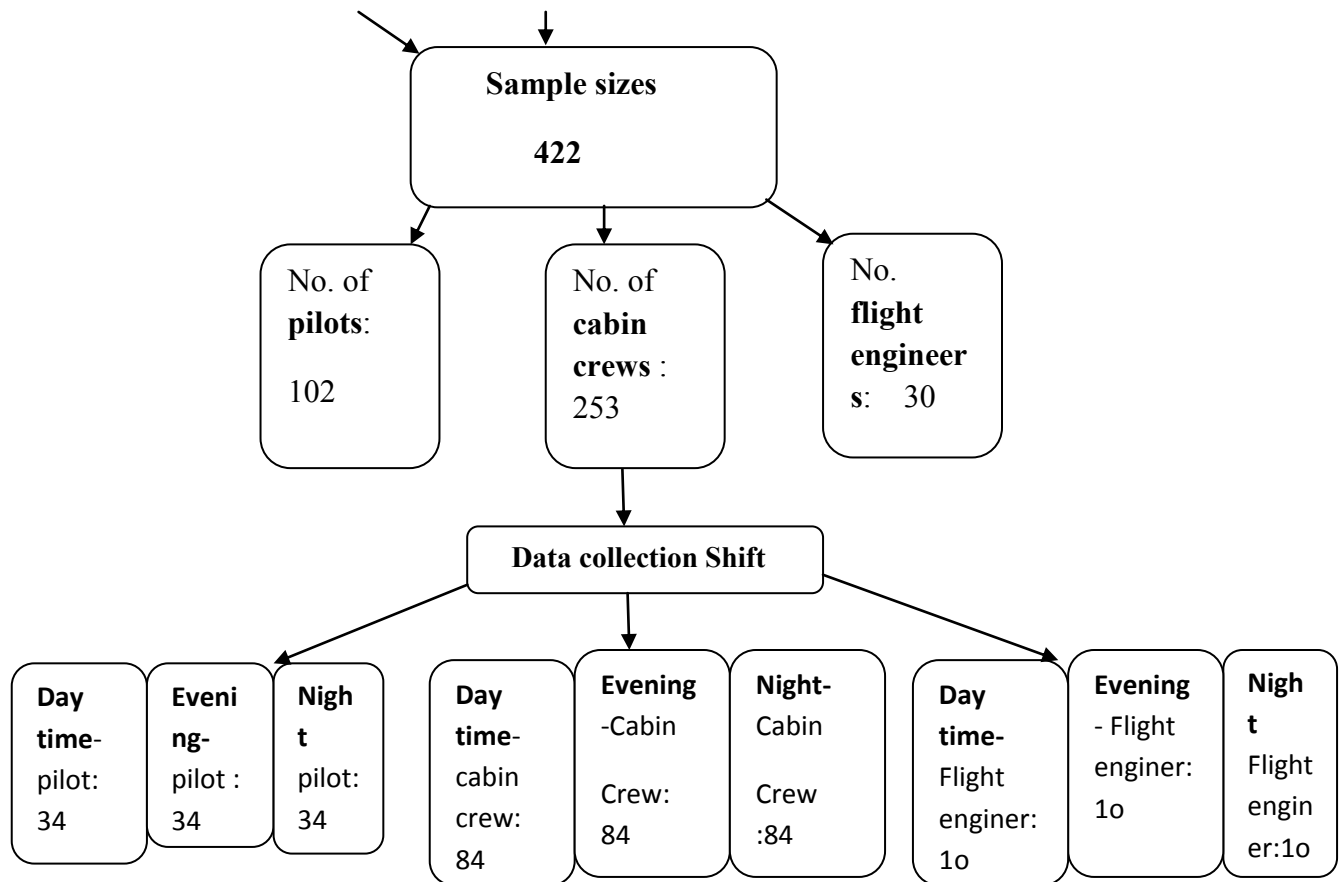 Sample sizes
422
No. of
pilots:
102
No. of
cabin
crews :
253
No.
flight
engineer
s: 30
Data collection Shift
Day
time-
pilot:
34
Eveni
ng-
pilot :
34
Nigh
t
pilot:
34
Day
time-
cabin
crew:
84
Evening
-Cabin
Crew:
84
Night-
Cabin
Crew
:84
Day
time-
Flight
enginer:
1o
Evening
- Flight
enginer:
1o
Nigh
t
Flight
engin
er:1o